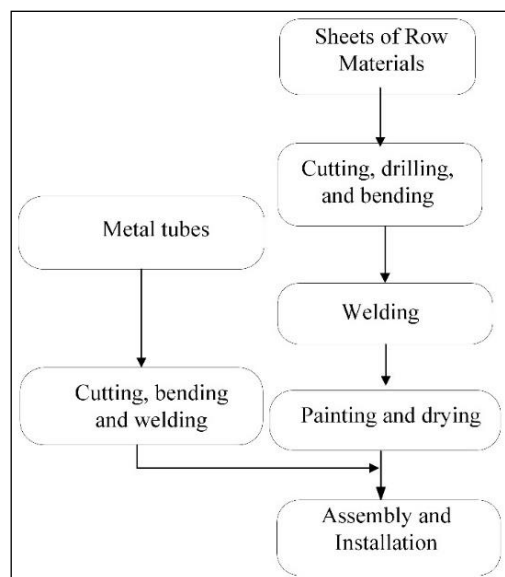 Sheets of Row
Materials
Cutting, drilling,
and bending
Metal tubes
Welding
Cutting, bending
and welding
Painting and drying
Assembly and
Installation